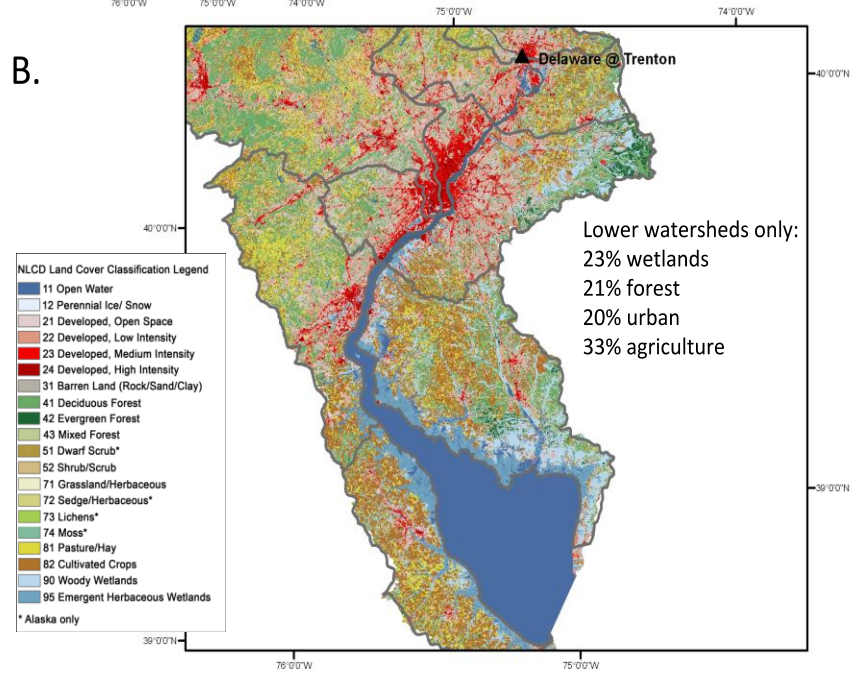 76°0'0"W 75°0'0"W 74°0'0"W
75°0'0"W 74°0'0"W
B.
Delaware @ Trenton
40°0'0"N
Lower watersheds only:
23% wetlands
21% forest
20% urban
33% agriculture
40°0'0"N
NLCD Land Cover Classification Legend
11 Open Water
12 Perennial Ice/ Snow
21 Developed, Open Space
22 Developed, Low Intensity
23 Developed, Medium Intensity
24 Developed, High Intensity
31 Barren Land (Rock/Sand/Clay)
41 Deciduous Forest
42 Evergreen Forest
43 Mixed Forest
51 Dwarf Scrub*
52 Shrub/Scrub
71 Grassland/Herbaceous
72 Sedge/Herbaceous*
73 Lichens*
74 Moss*
81 Pasture/Hay
82 Cultivated Crops
90 Woody Wetlands
95 Emergent Herbaceous Wetlands
* Alaska only
39°0'0"N
39°0'0"N
76°0'0"W 75°0'0"W